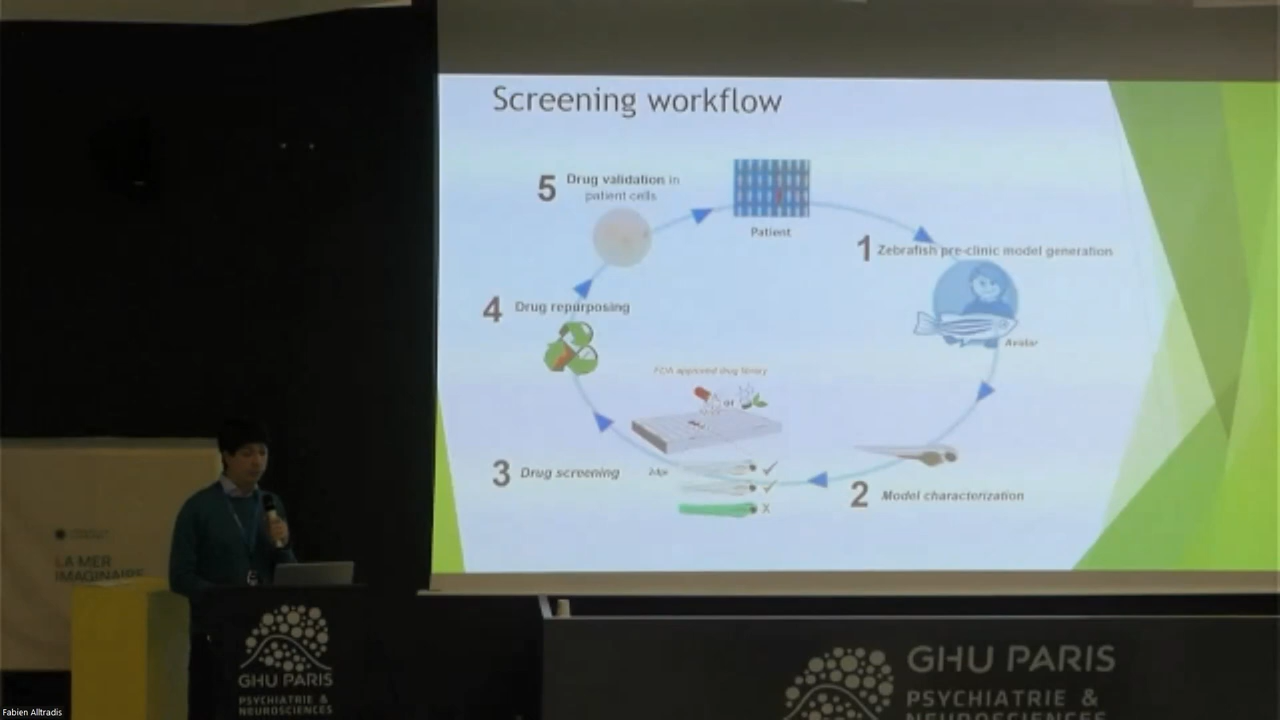 Screening workflow
5 Drug validation in
patient cells
Patient
1 Zebrafish pre-clinic model generation
4 Drug repurposing
Avatar
FDA approved drug library
or
3 Drug screening
2 Model characterization
X
LA MER
IMAGINAIRE
GHU PARIS
PSYCHIATRIE &
NEUROSCIENCES
GHU PARIS
PSYCHIATRIE &
NEUROSCIENCES
Fabien Alltradis